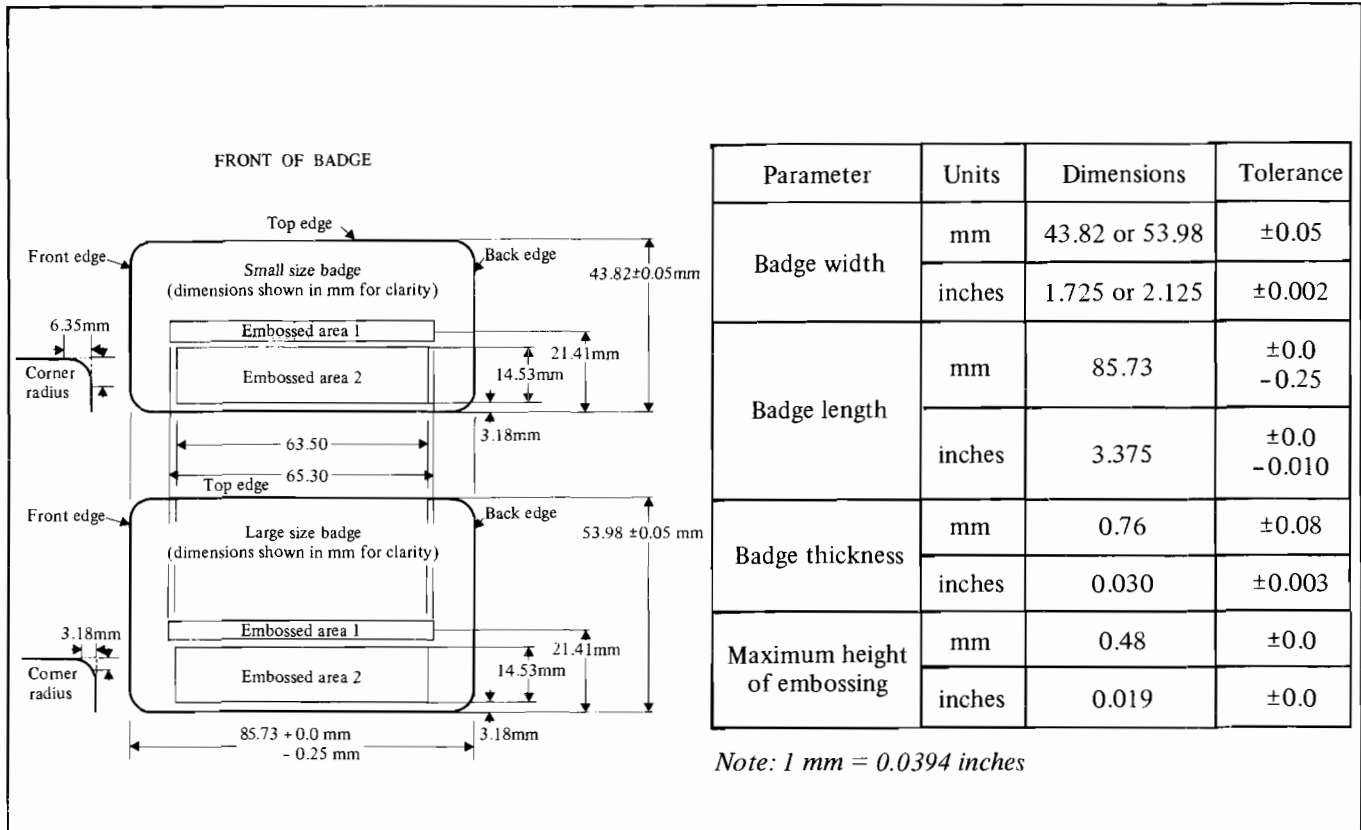 FRONT OF BADGE
Top edge
Front edge
Back edge
Small size badge
(dimensions shown in mm for clarity)
43.82±0.05mm
6.35mm
Corner
radius
Embossed area 1
Embossed area 2
21.41mm
14.53mm
3.18mm
63.50
65.30
Top edge
Front edge
Back edge
Large size badge
(dimensions shown in mm for clarity)
53.98 ±0.05 mm
3.18mm
Corner
radius
Embossed area 1
Embossed area 2
21.41mm
14.53mm
3.18mm
85.73 + 0.0 mm
- 0.25 mm
Parameter Units Dimensions Tolerance
Badge width
mm 43.82 or 53.98 ±0.05
inches 1.725 or 2.125 ±0.002
Badge length
mm 85.73 ±0.0
-0.25
inches 3.375 ±0.0
-0.010
Badge thickness
mm 0.76 ±0.08
inches 0.030 ±0.003
Maximum height
of embossing
mm 0.48 ±0.0
inches 0.019 ±0.0
Note: 1 mm = 0.0394 inches